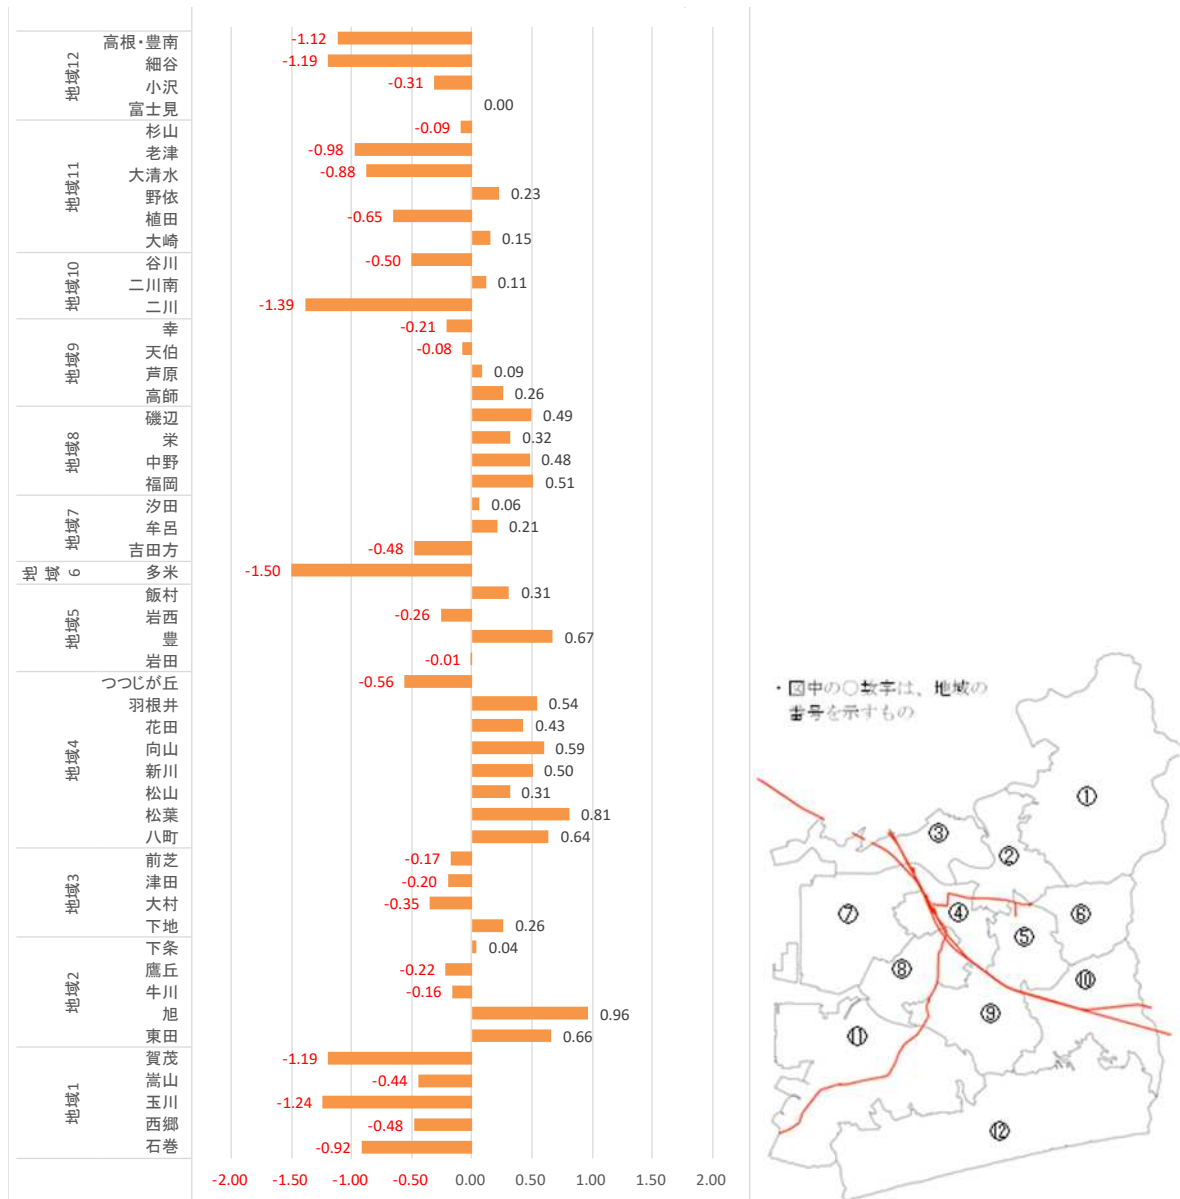 地域12
高根・豊南 -1.12
細谷 -1.19
小沢 -0.31
富士見 0.00
地域11
杉山 -0.09
老津 -0.98
大清水 -0.88
野依 0.23
植田 -0.65
大崎 0.15
地域10
谷川 -0.50
二川南 0.11
二川 -1.39
地域9
幸 -0.21
天伯 -0.08
芦原 0.09
高師 0.26
地域8
磯辺 0.49
栄 0.32
中野 0.48
福岡 0.51
地域7
汐田 0.06
牟呂 0.21
吉田方 -0.48
地域6
多米 -1.50
地域5
飯村 0.31
岩西 -0.26
豊 0.67
岩田 -0.01
地域4
つつじが丘 -0.56
羽根井 0.54
花田 0.43
向山 0.59
新川 0.50
松山 0.31
松葉 0.81
八町 0.64
地域3
前芝 -0.17
津田 -0.20
大村 -0.35
下地 0.26
地域2
下条 0.04
鷹丘 -0.22
牛川 -0.16
旭 0.96
東田 0.66
地域1
賀茂 -1.19
嵩山 -0.44
玉川 -1.24
西郷 -0.48
石巻 -0.92
-2.00 -1.50 -1.00 -0.50 0.00 0.50 1.00 1.50 2.00
・図中の○数字は、地域の
番号を示すもの
①
③
②
⑦
④
⑥
⑤
⑧
⑩
⑨
⑪
⑫